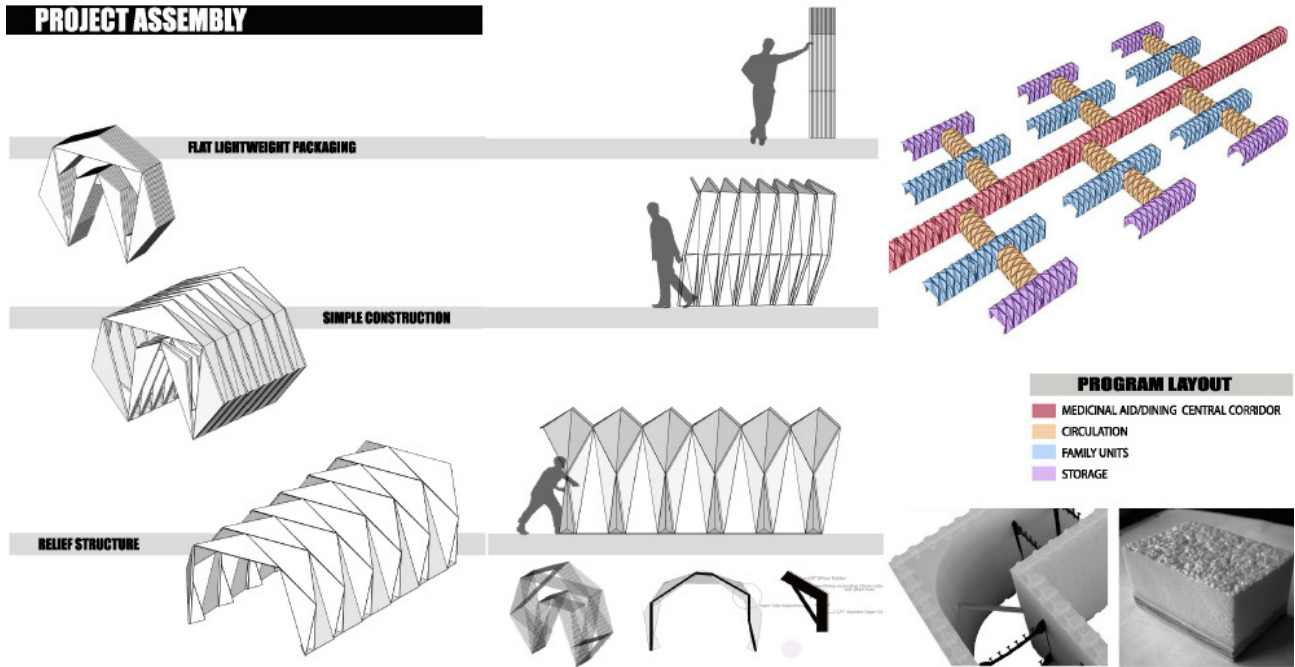 PROJECT ASSEMBLY
FLAT LIGHTWEIGHT PACKAGING
SIMPLE CONSTRUCTION
RELIEF STRUCTURE
PROGRAM LAYOUT
MEDICINAL AID/DINING CENTRAL CORRIDOR
CIRCULATION
FAMILY UNITS
STORAGE